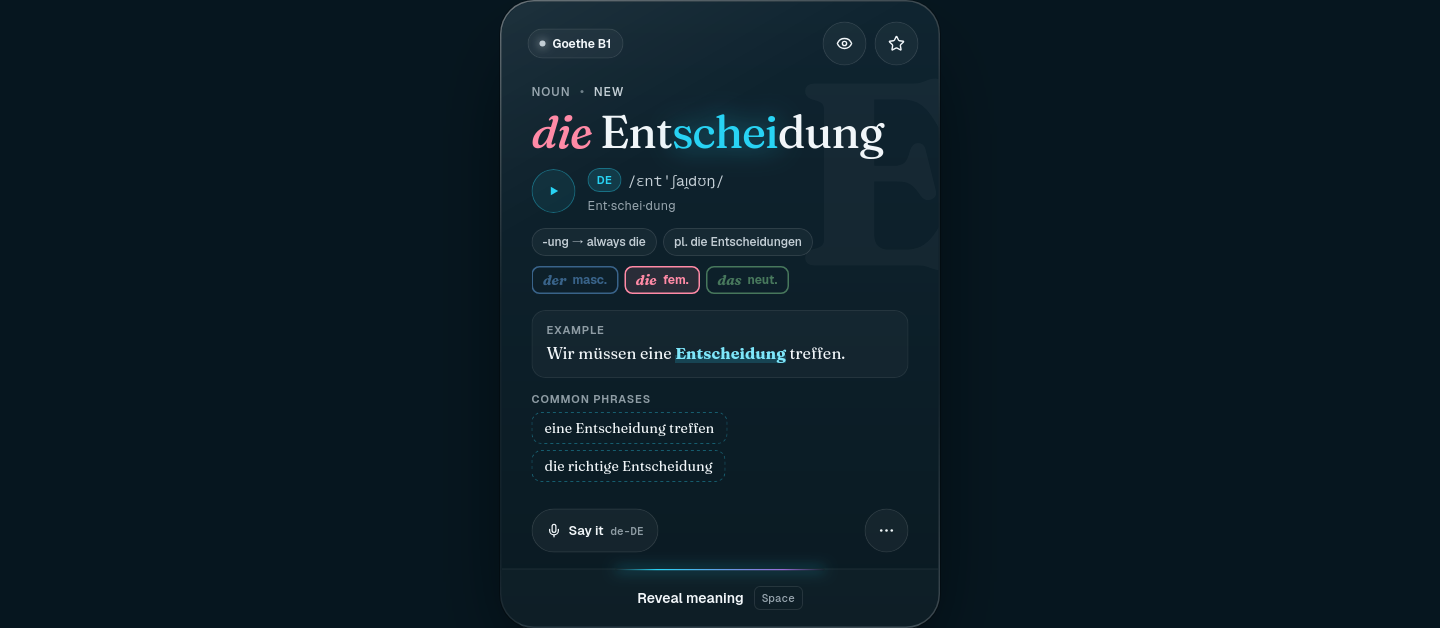 Goethe B1
NOUN • NEW
die Entscheidung
DE /ɛntˈʃaɪ̯dʊŋ/
Ent·schei·dung
-ung → always die
pl. die Entscheidungen
der masc.
die fem.
das neut.
EXAMPLE
Wir müssen eine Entscheidung treffen.
COMMON PHRASES
eine Entscheidung treffen
die richtige Entscheidung
Say it de-DE
Reveal meaning Space
E